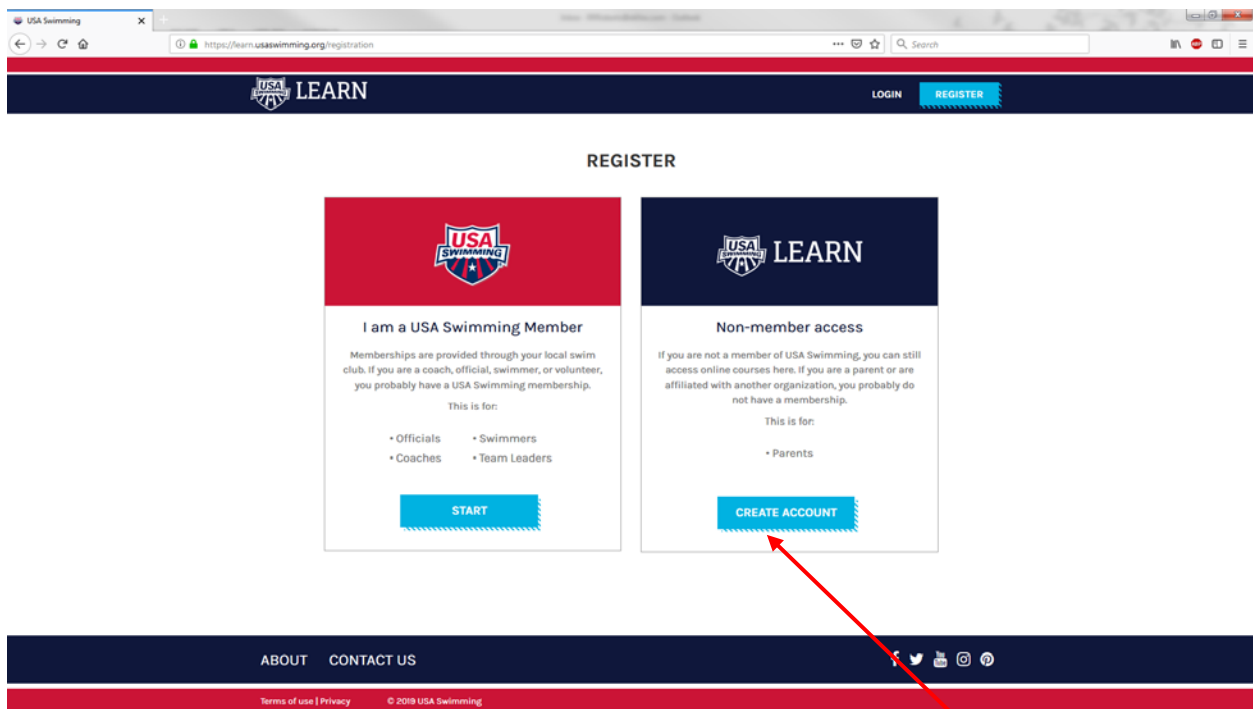 USA Swimming
https://learn.usaswimming.org/registration
Search
USA LEARN
LOGIN
REGISTER
REGISTER
USA
SWIMMING
USA
SWIMMING
LEARN
I am a USA Swimming Member
Memberships are provided through your local swim
club. If you are a coach, official, swimmer, or volunteer,
you probably have a USA Swimming membership.
This is for:
• Officials • Swimmers
• Coaches • Team Leaders
START
Non-member access
If you are not a member of USA Swimming, you can still
access online courses here. If you are a parent or are
affiliated with another organization, you probably do
not have a membership.
This is for:
• Parents
CREATE ACCOUNT
ABOUT CONTACT US
Terms of use | Privacy © 2019 USA Swimming